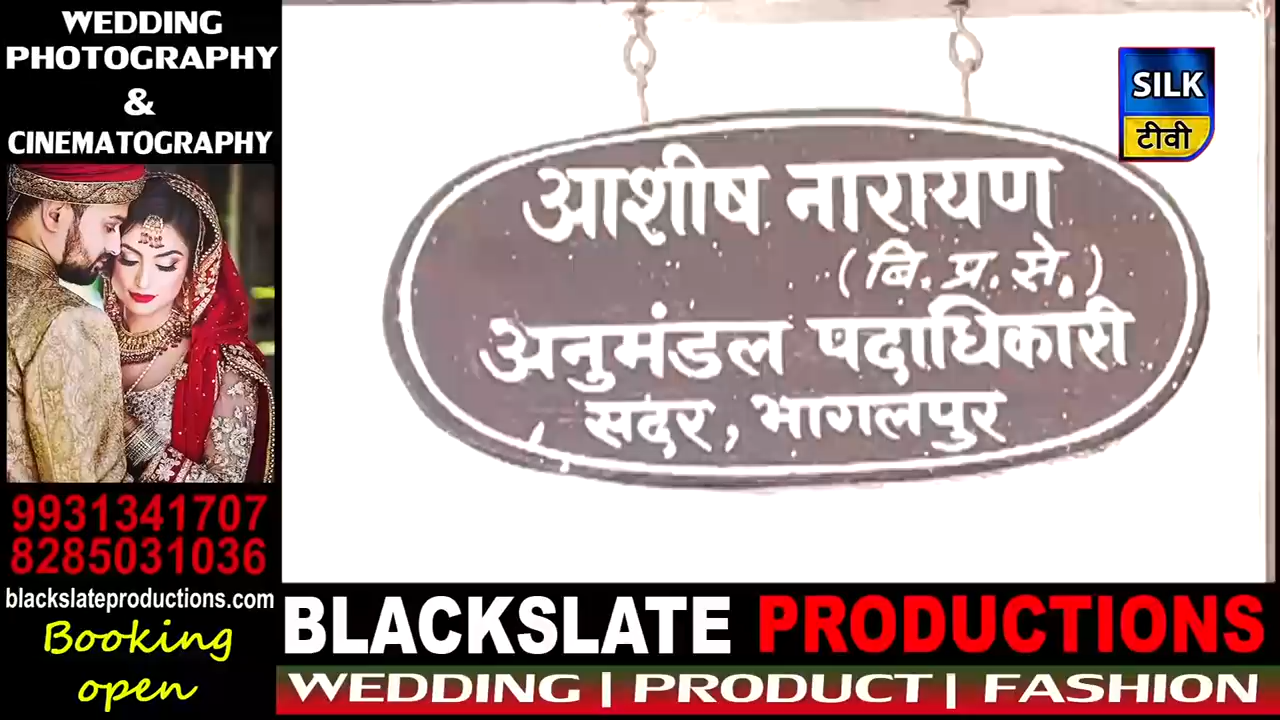 WEDDING
PHOTOGRAPHY
&
CINEMATOGRAPHY
9931341707
8285031036
blackslateproductions.com
Booking
open
SILK
टीवी
आशीष नारायण
(बि.प्र.से.)
अनुमंडल पदाधिकारी
सदर, भागलपुर
BLACKSLATE PRODUCTIONS
WEDDING | PRODUCT | FASHION